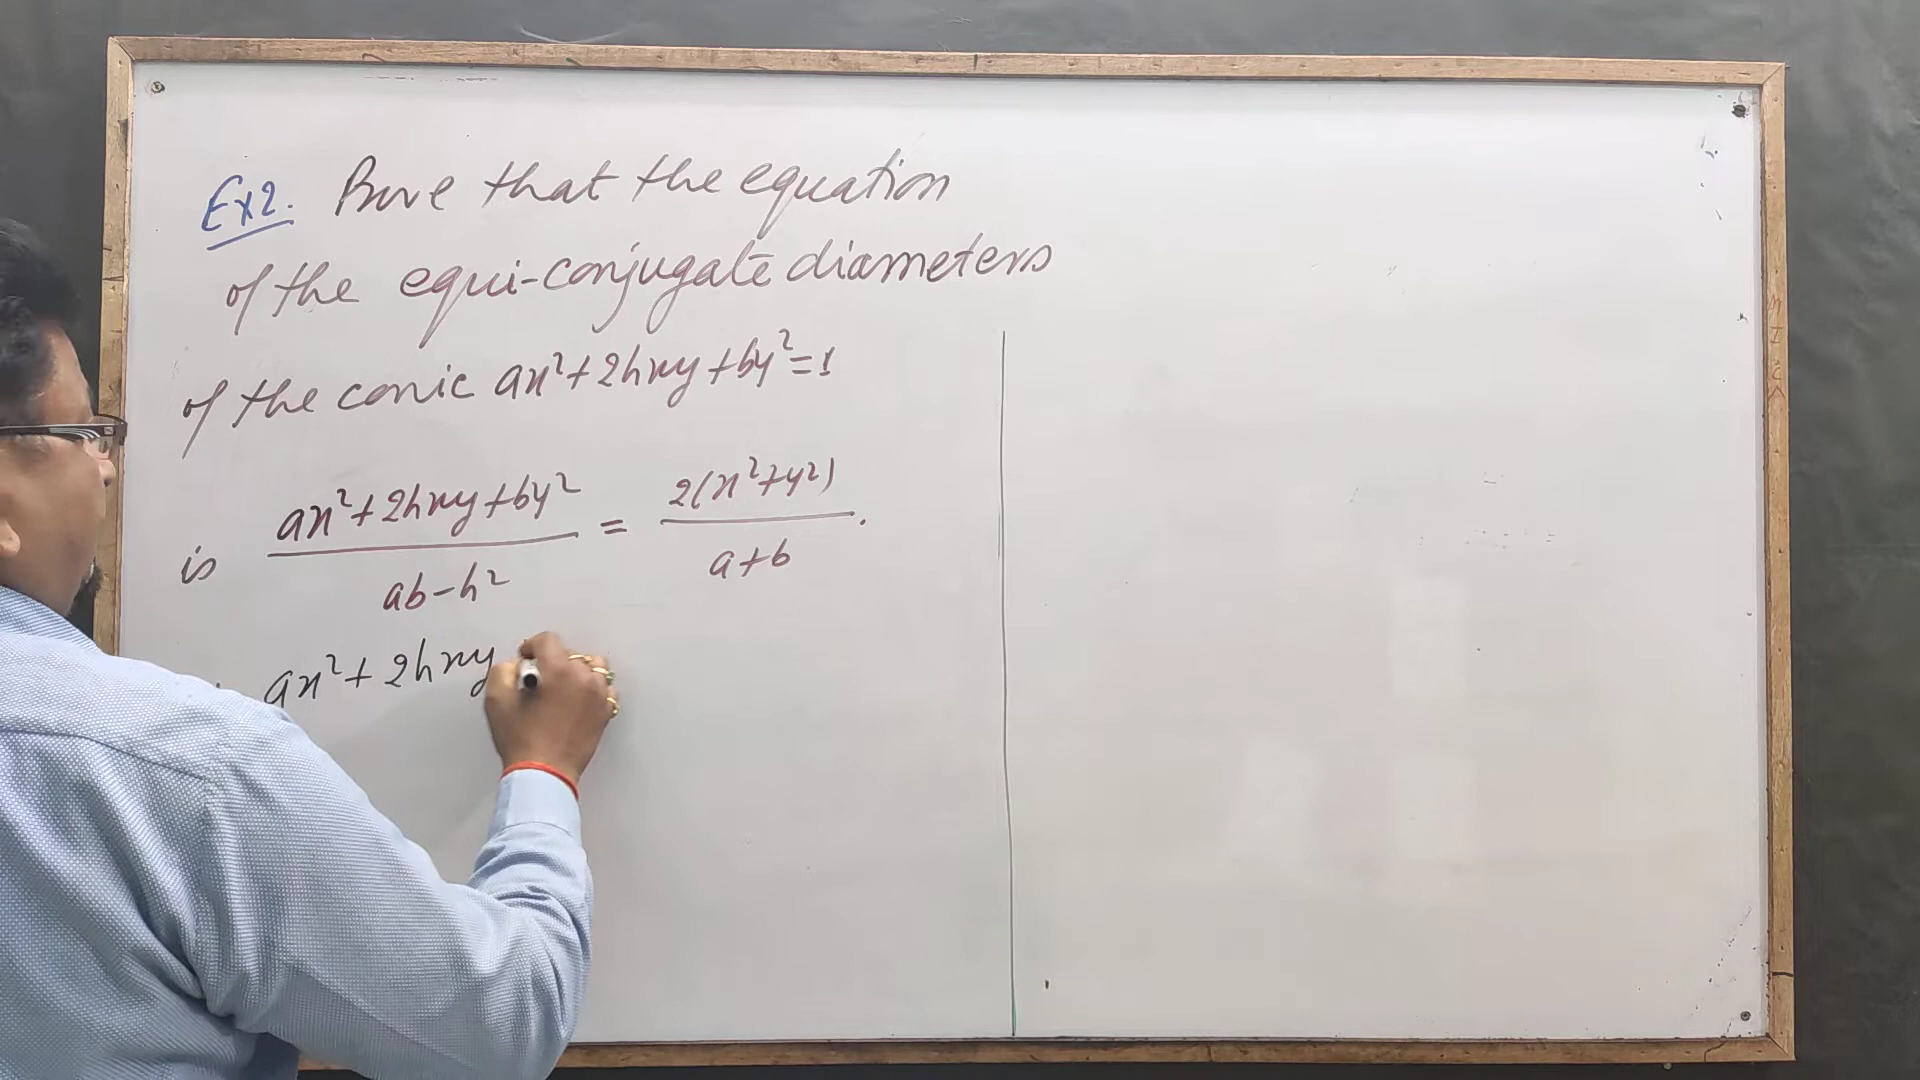 Ex2. Prove that the equation
of the equi-conjugate diameters
of the conic ax²+2hxy+by²=1
is (ax²+2hxy+by²)/(ab-h²) = 2(x²+y²)/(a+b).
ax²+2hxy